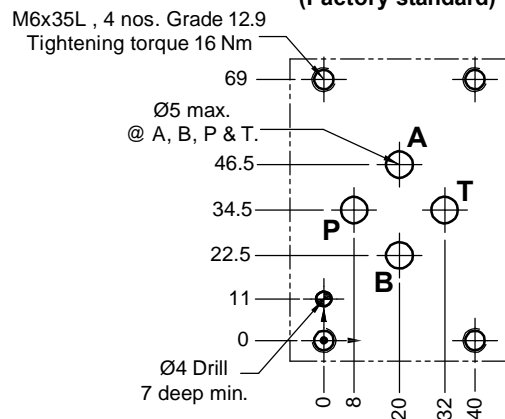 (Factory standard)
M6x35L , 4 nos. Grade 12.9
Tightening torque 16 Nm
69
Ø5 max.
@ A, B, P & T.
A
46.5
T
34.5
P
22.5
B
11
0
Ø4 Drill
7 deep min.
0
8
20
32
40